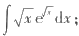 ∫√x e^√x dx ;